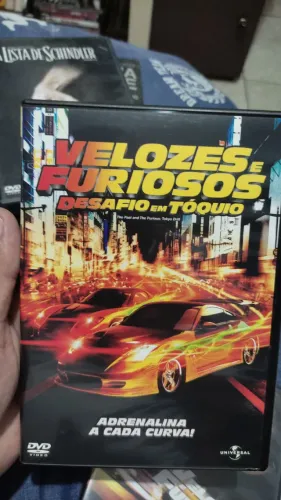 A LISTA DE SCHINDLER
DVD
VELOZES E
FURIOSOS
DESAFIO EM TÓQUIO
The Fast and The Furious: Tokyo Drift
ADRENALINA
A CADA CURVA!
DVD
VIDEO
UNIVERSAL